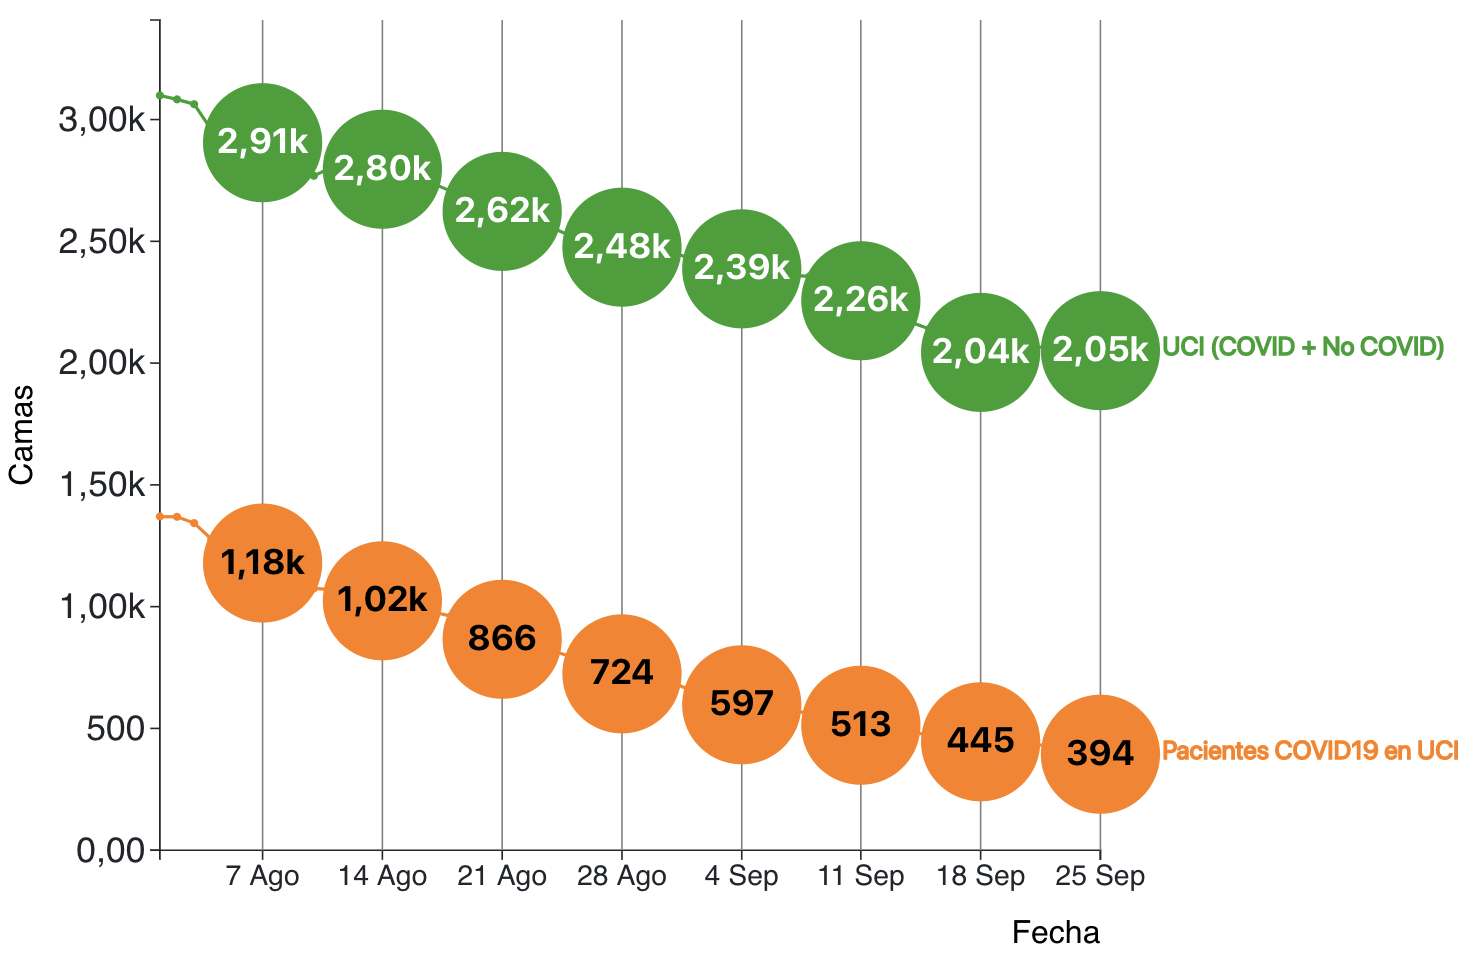 3,00k
2,50k
2,00k
1,50k
1,00k
500
0,00
Camas
2,91k
2,80k
2,62k
2,48k
2,39k
2,26k
2,04k
2,05k
UCI (COVID + No COVID)
1,18k
1,02k
866
724
597
513
445
394
Pacientes COVID19 en UCI
7 Ago
14 Ago
21 Ago
28 Ago
4 Sep
11 Sep
18 Sep
25 Sep
Fecha